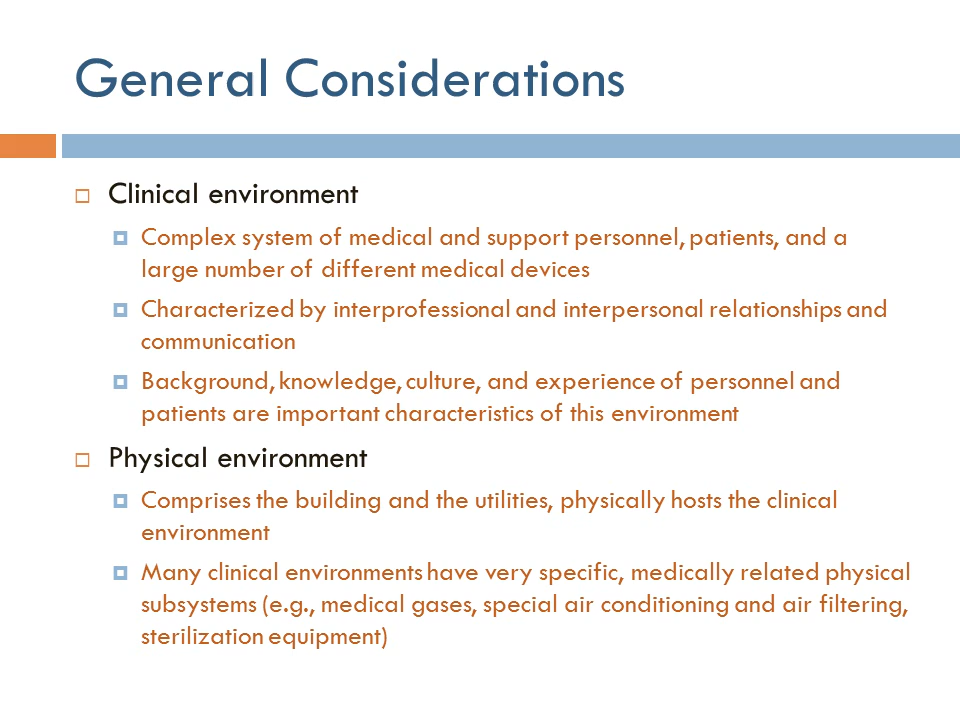 General Considerations
Clinical environment
Complex system of medical and support personnel, patients, and a
large number of different medical devices
Characterized by interprofessional and interpersonal relationships and
communication
Background, knowledge, culture, and experience of personnel and
patients are important characteristics of this environment
Physical environment
Comprises the building and the utilities, physically hosts the clinical
environment
Many clinical environments have very specific, medically related physical
subsystems (e.g., medical gases, special air conditioning and air filtering,
sterilization equipment)